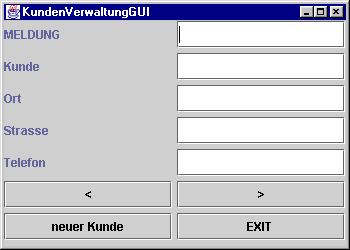 KundenVerwaltungGUI
MELDUNG
Kunde
Ort
Strasse
Telefon
< >
neuer Kunde EXIT